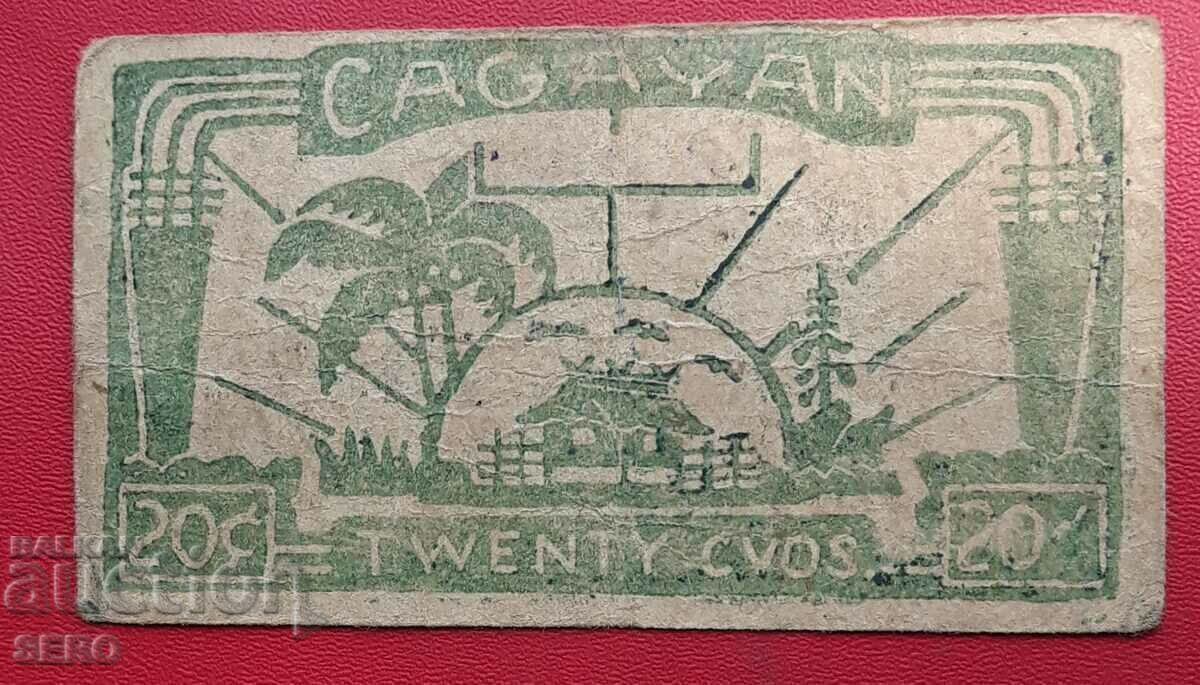 CAGAYAN
20¢ TWENTY CVOS 20¢
BALKAN
auction
SERO